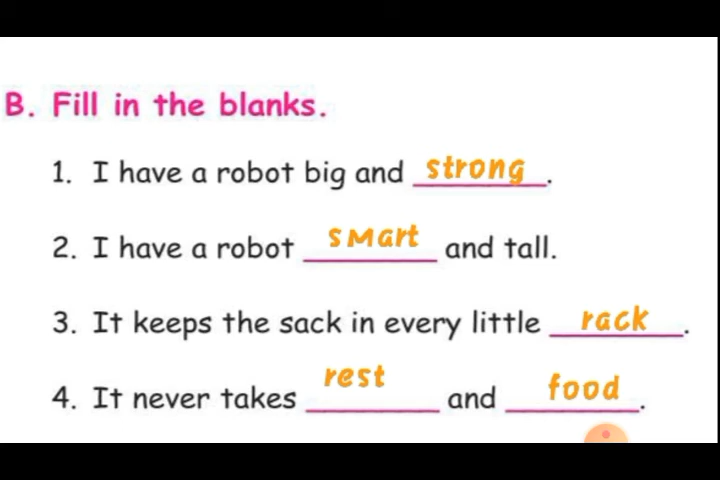 B. Fill in the blanks.
1. I have a robot big and strong.
2. I have a robot smart and tall.
3. It keeps the sack in every little rack.
4. It never takes rest and food.